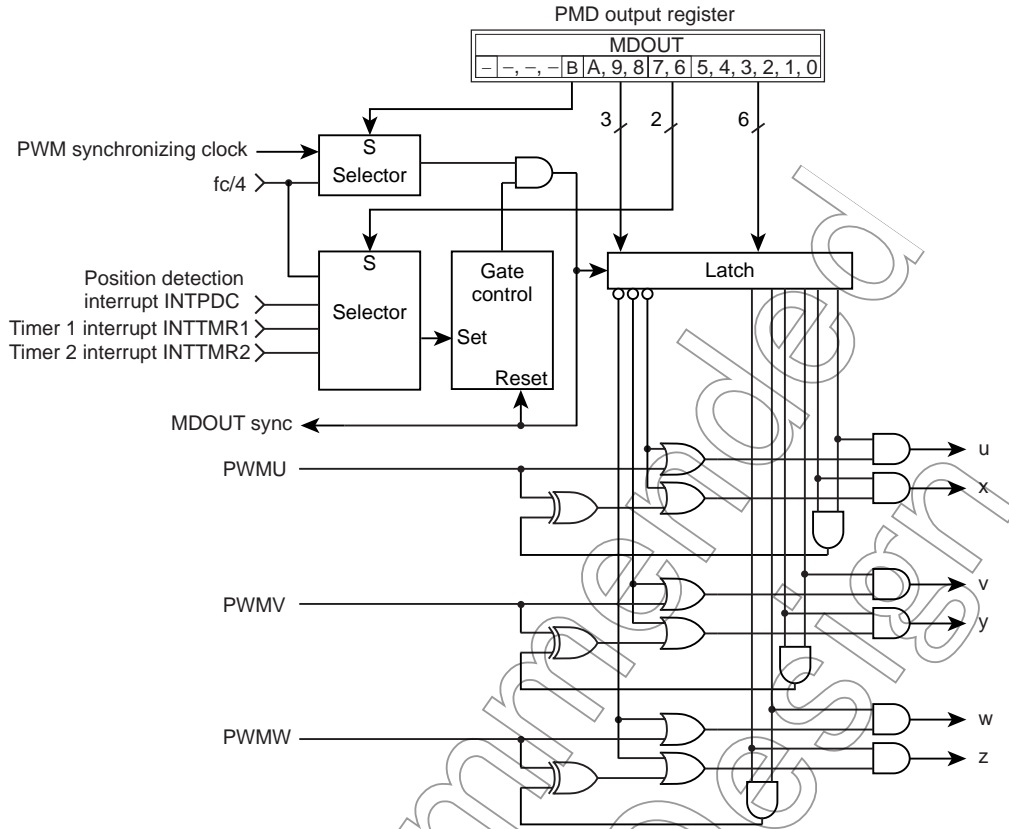 PMD output register
MDOUT
– –, –, – B A, 9, 8 7, 6 5, 4, 3, 2, 1, 0
3 2 6
PWM synchronizing clock
S
Selector
fc/4
S
Selector
Gate
control
Set
Reset
Latch
Position detection
interrupt INTPDC
Timer 1 interrupt INTTMR1
Timer 2 interrupt INTTMR2
MDOUT sync
PWMU
u
x
PWMV
v
y
PWMW
w
z
mmended
Design